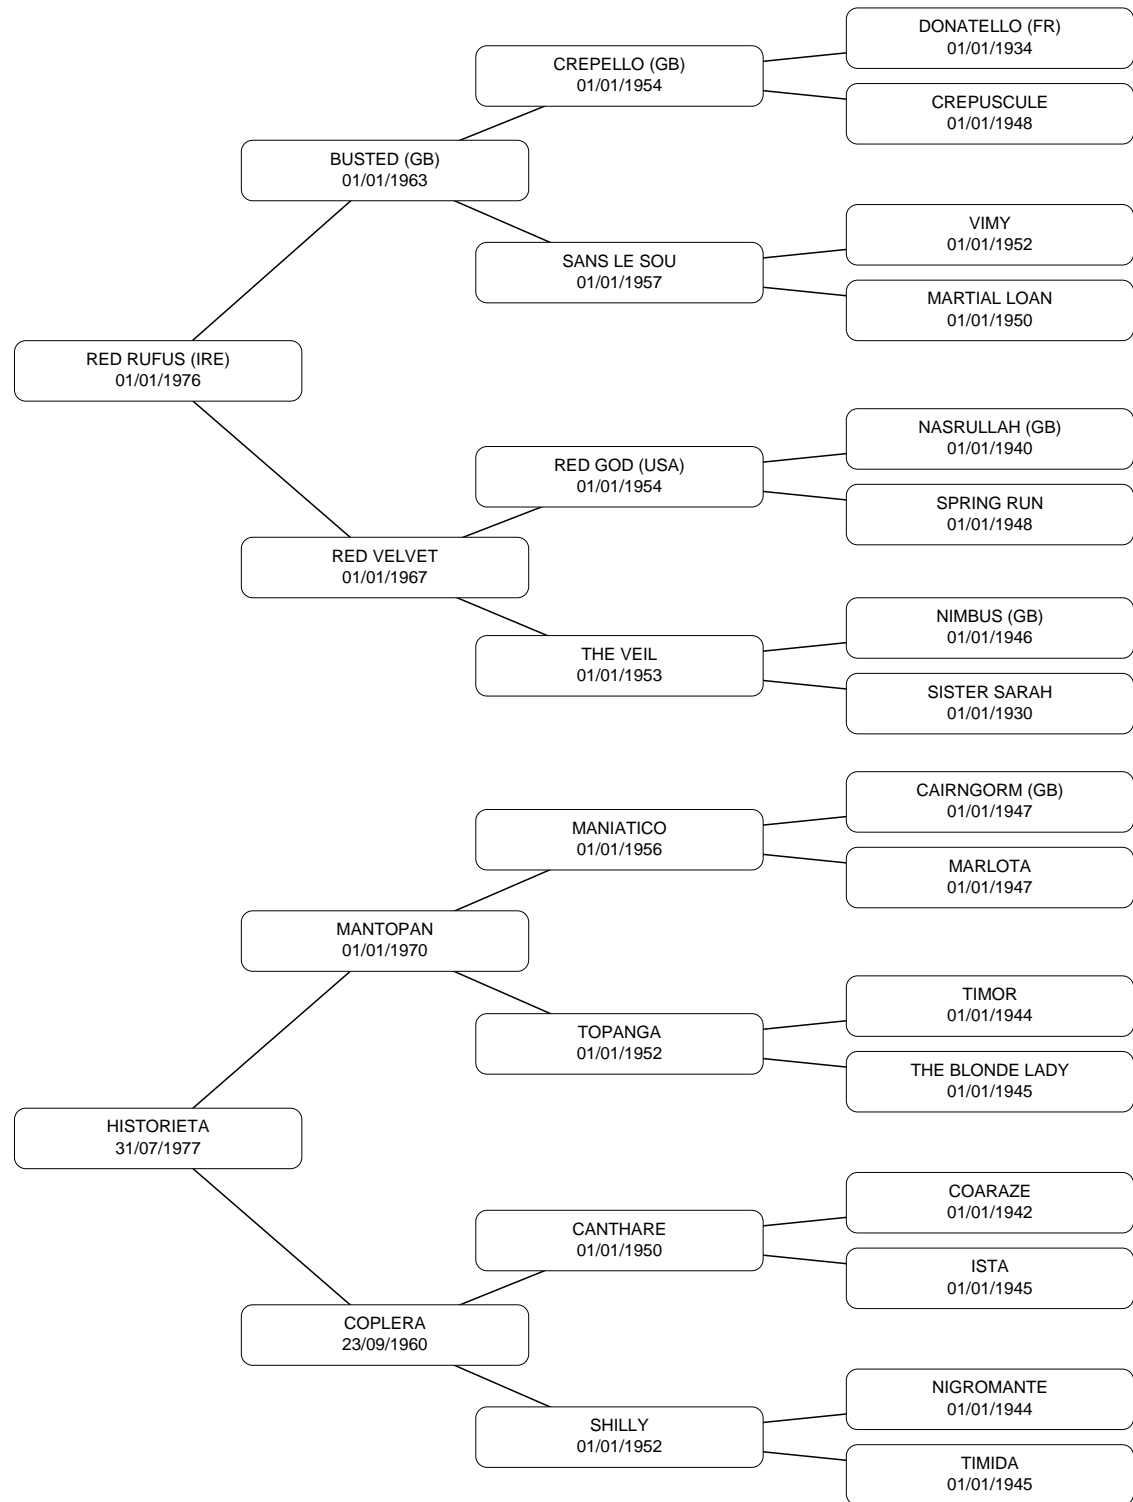 DONATELLO (FR)
01/01/1934
CREPELLO (GB)
01/01/1954
CREPUSCULE
01/01/1948
BUSTED (GB)
01/01/1963
VIMY
01/01/1952
SANS LE SOU
01/01/1957
MARTIAL LOAN
01/01/1950
RED RUFUS (IRE)
01/01/1976
NASRULLAH (GB)
01/01/1940
RED GOD (USA)
01/01/1954
SPRING RUN
01/01/1948
RED VELVET
01/01/1967
NIMBUS (GB)
01/01/1946
THE VEIL
01/01/1953
SISTER SARAH
01/01/1930
CAIRNGORM (GB)
01/01/1947
MANIATICO
01/01/1956
MARLOTA
01/01/1947
MANTOPAN
01/01/1970
TIMOR
01/01/1944
TOPANGA
01/01/1952
THE BLONDE LADY
01/01/1945
HISTORIETA
31/07/1977
COARAZE
01/01/1942
CANTHARE
01/01/1950
ISTA
01/01/1945
COPLERA
23/09/1960
NIGROMANTE
01/01/1944
SHILLY
01/01/1952
TIMIDA
01/01/1945